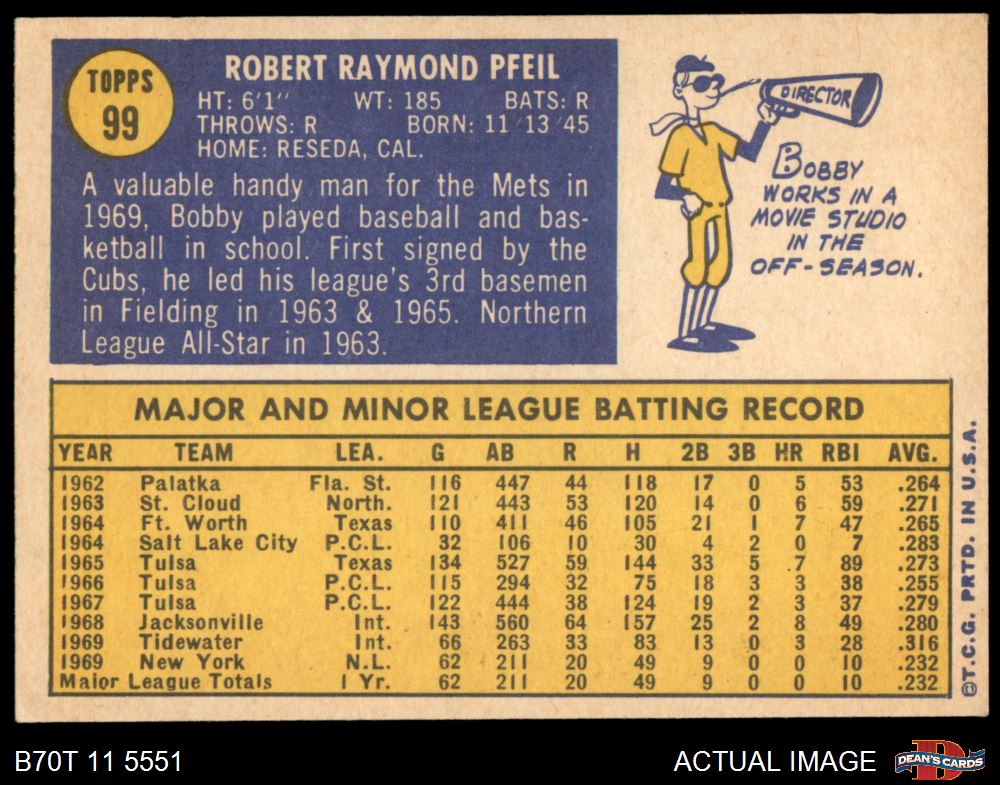 TOPPS
99
ROBERT RAYMOND PFEIL
HT: 6'1" WT: 185 BATS: R
THROWS: R BORN: 11 13 45
HOME: RESEDA, CAL.
A valuable handy man for the Mets in
1969, Bobby played baseball and bas-
ketball in school. First signed by the
Cubs, he led his league's 3rd basemen
in Fielding in 1963 & 1965. Northern
League All-Star in 1963.
DIRECTOR
BOBBY
WORKS IN A
MOVIE STUDIO
IN THE
OFF-SEASON.
MAJOR AND MINOR LEAGUE BATTING RECORD
YEAR TEAM LEA. G AB R H 2B 3B HR RBI AVG.
1962 Palatka Fla. St. 116 447 44 118 17 0 5 53 .264
1963 St. Cloud North. 121 443 53 120 14 0 6 59 .271
1964 Ft. Worth Texas 110 411 46 105 21 1 7 47 .265
1964 Salt Lake City P.C.L. 32 106 10 30 4 2 0 7 .283
1965 Tulsa Texas 134 527 59 144 33 5 7 89 .273
1966 Tulsa P.C.L. 115 294 32 75 18 3 3 38 .255
1967 Tulsa P.C.L. 122 444 38 124 19 2 3 37 .279
1968 Jacksonville Int. 143 560 64 157 25 2 8 49 .280
1969 Tidewater Int. 66 263 33 83 13 0 3 28 .316
1969 New York N.L. 62 211 20 49 9 0 0 10 .232
Major League Totals 1 Yr. 62 211 20 49 9 0 0 10 .232
©T.C.G. PRTD. IN U.S.A.
B70T 11 5551
ACTUAL IMAGE
D
DEAN'S CARDS